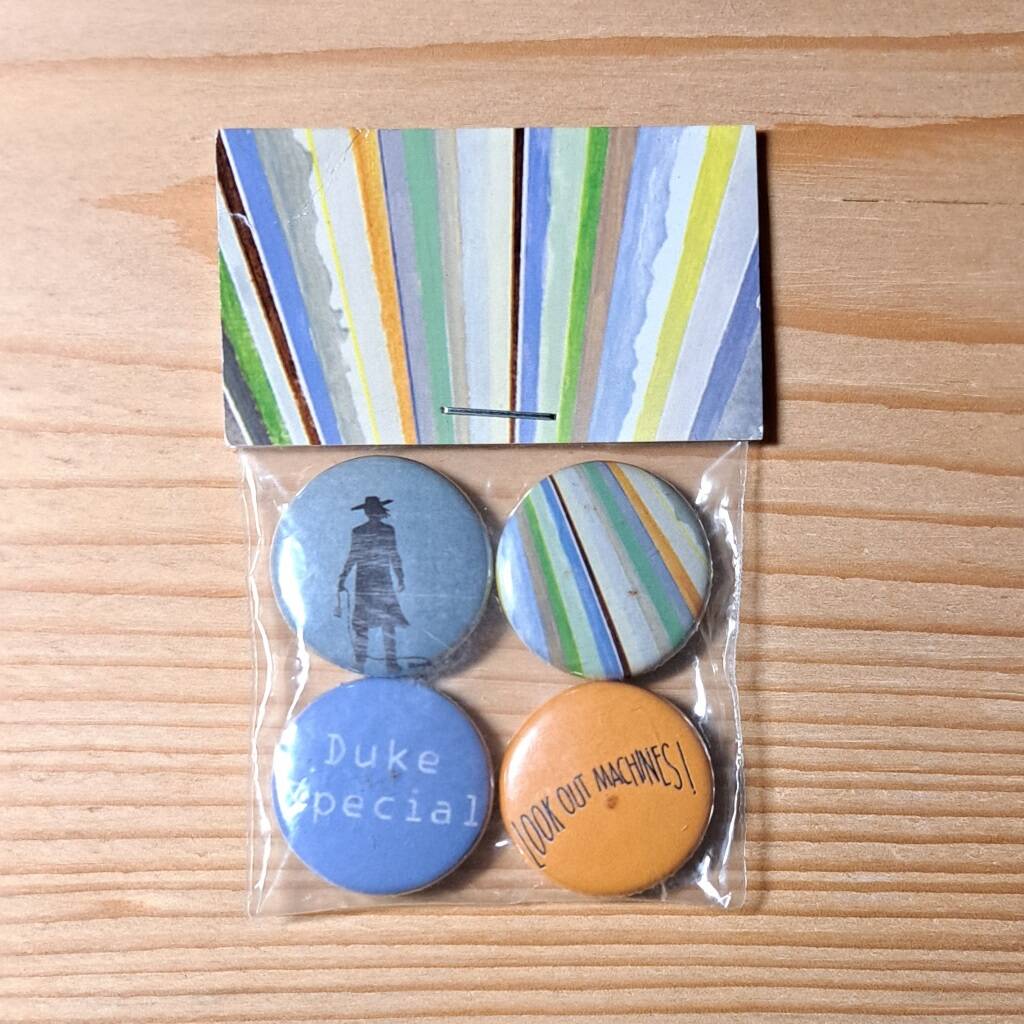 Duke
Special
LOOK OUT MACHINES!